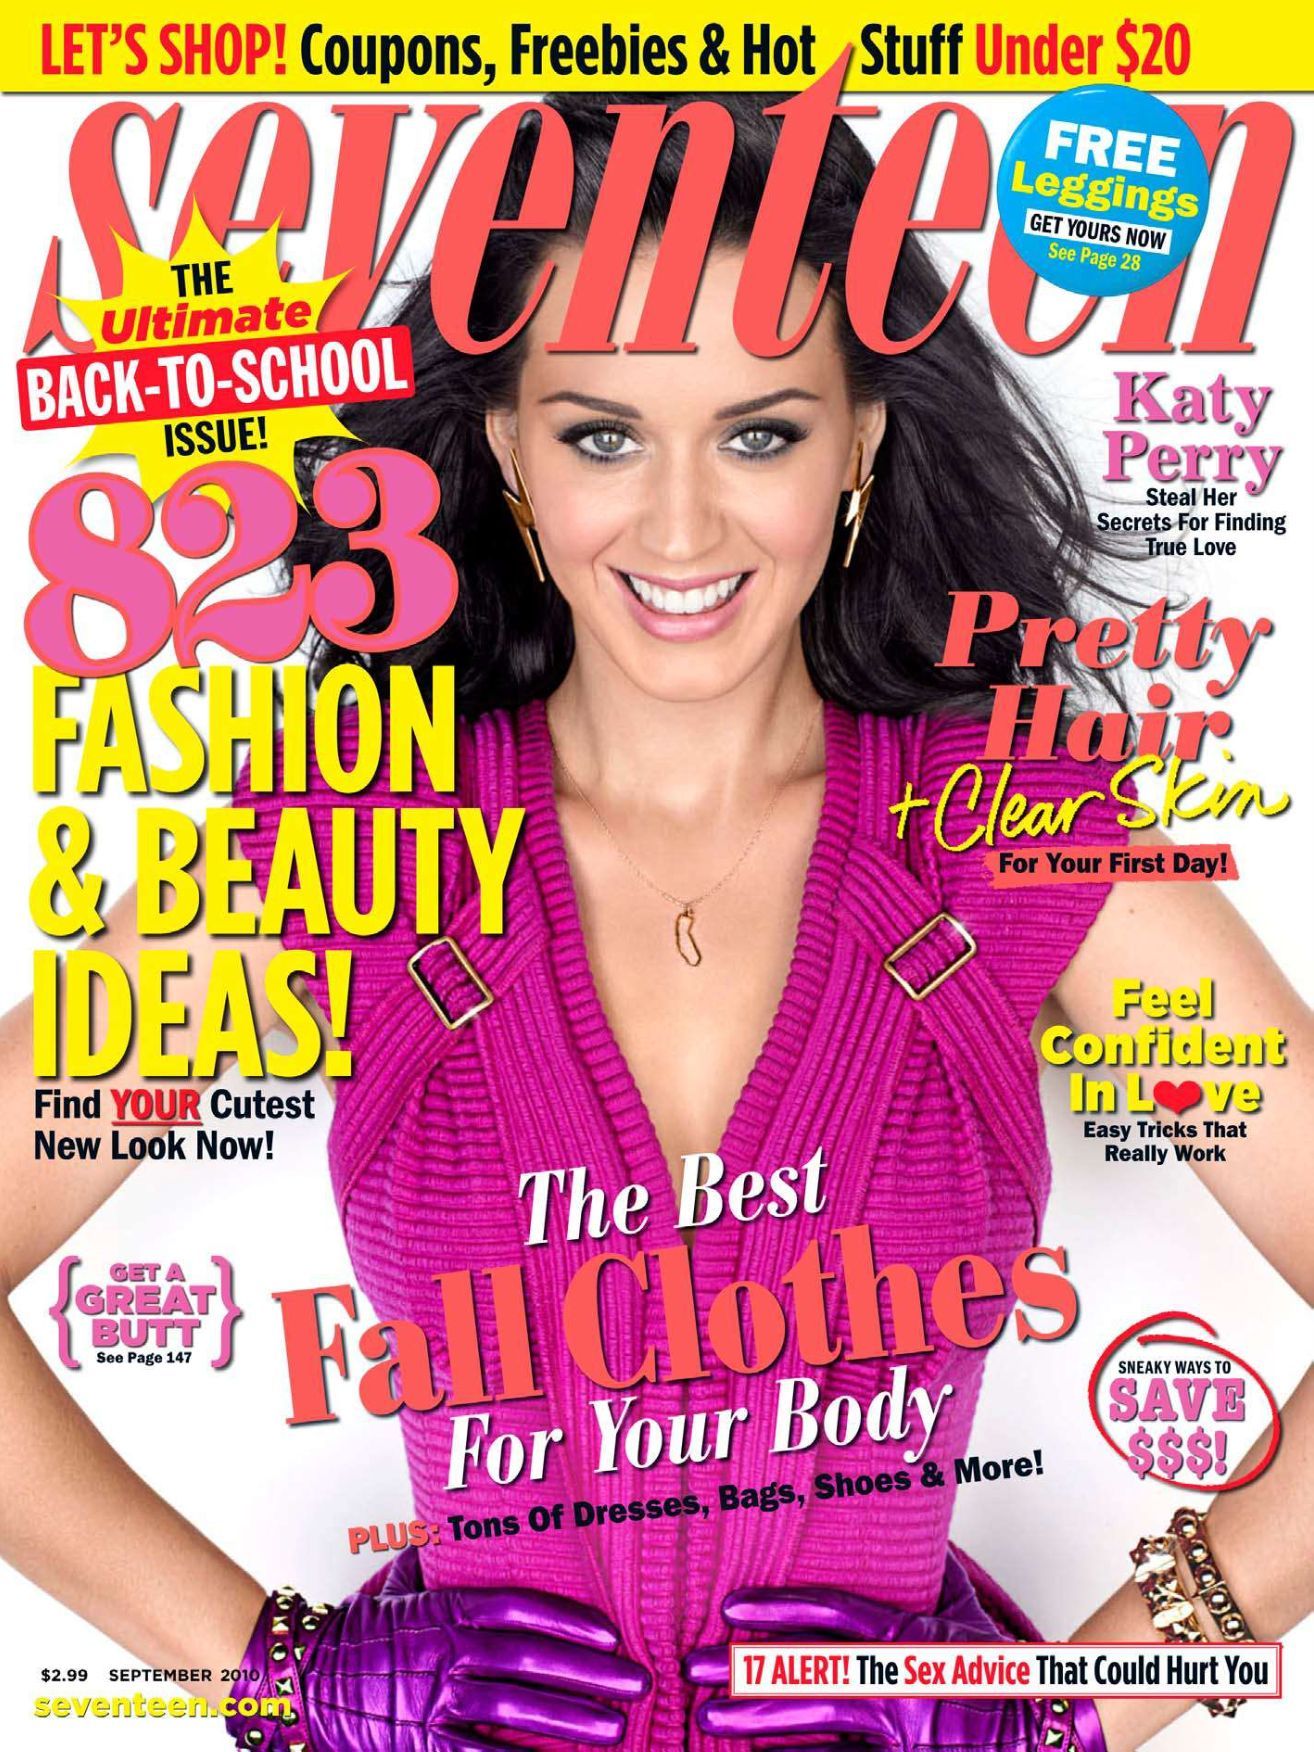 LET'S SHOP! Coupons, Freebies & Hot Stuff Under $20
seventeen
FREE
Leggings
GET YOURS NOW
See Page 28
THE
Ultimate
BACK-TO-SCHOOL
ISSUE!
823
FASHION
& BEAUTY
IDEAS!
Find YOUR Cutest
New Look Now!
Katy
Perry
Steal Her
Secrets For Finding
True Love
Pretty
Hair
+ Clear Skin
For Your First Day!
Feel
Confident
In L❤ve
Easy Tricks That
Really Work
The Best
Fall Clothes
For Your Body
PLUS: Tons Of Dresses, Bags, Shoes & More!
{GET A
GREAT
BUTT}
See Page 147
SNEAKY WAYS TO
SAVE
$$$!
17 ALERT! The Sex Advice That Could Hurt You
$2.99 SEPTEMBER 2010
seventeen.com